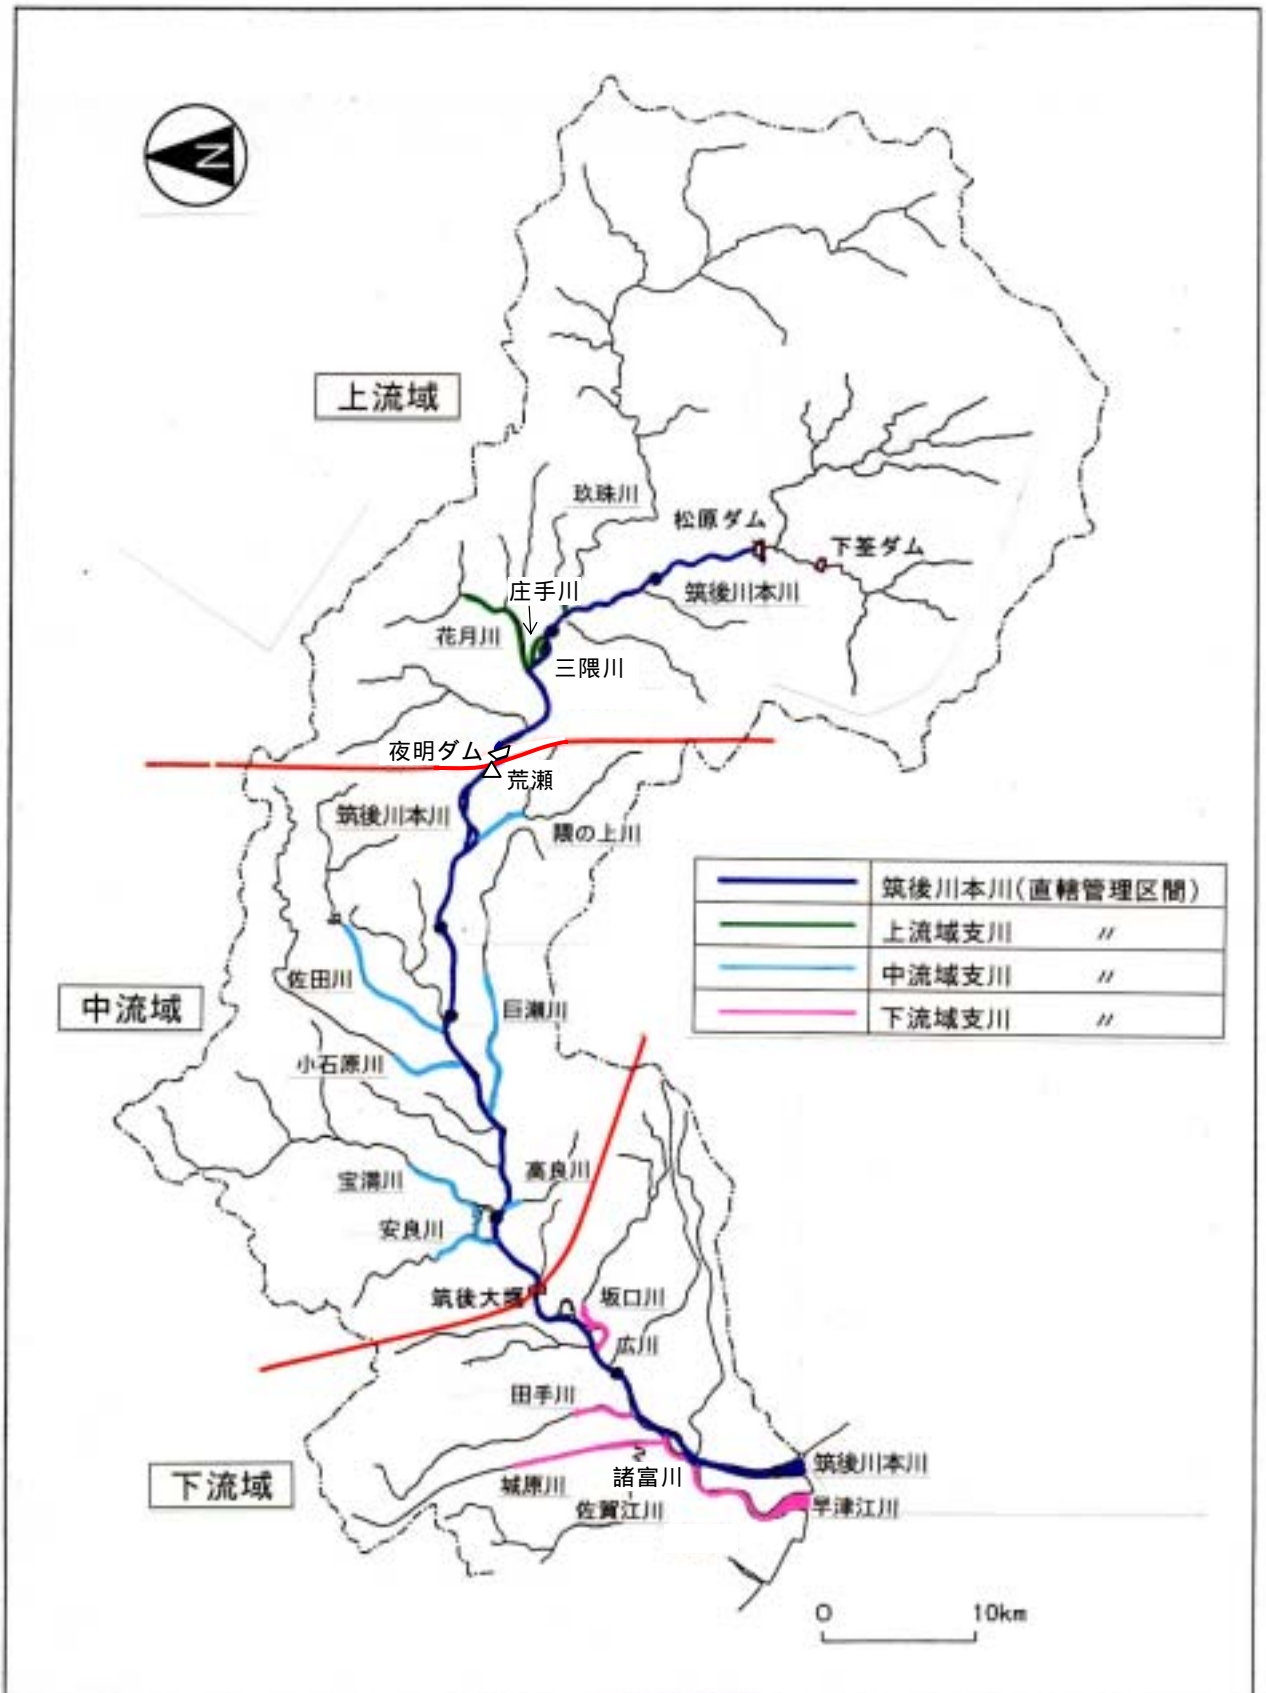 N
上流域
玖珠川
松原ダム
下筌ダム
庄手川
筑後川本川
花月川
三隈川
夜明ダム
荒瀬
筑後川本川
隈の上川
筑後川本川(直轄管理区間)
上流域支川 〃
中流域支川 〃
下流域支川 〃
佐田川
中流域
巨瀬川
小石原川
高良川
宝満川
安良川
筑後大堰
坂口川
広川
田手川
筑後川本川
下流域
城原川
諸富川
佐賀江川
早津江川
0 10km